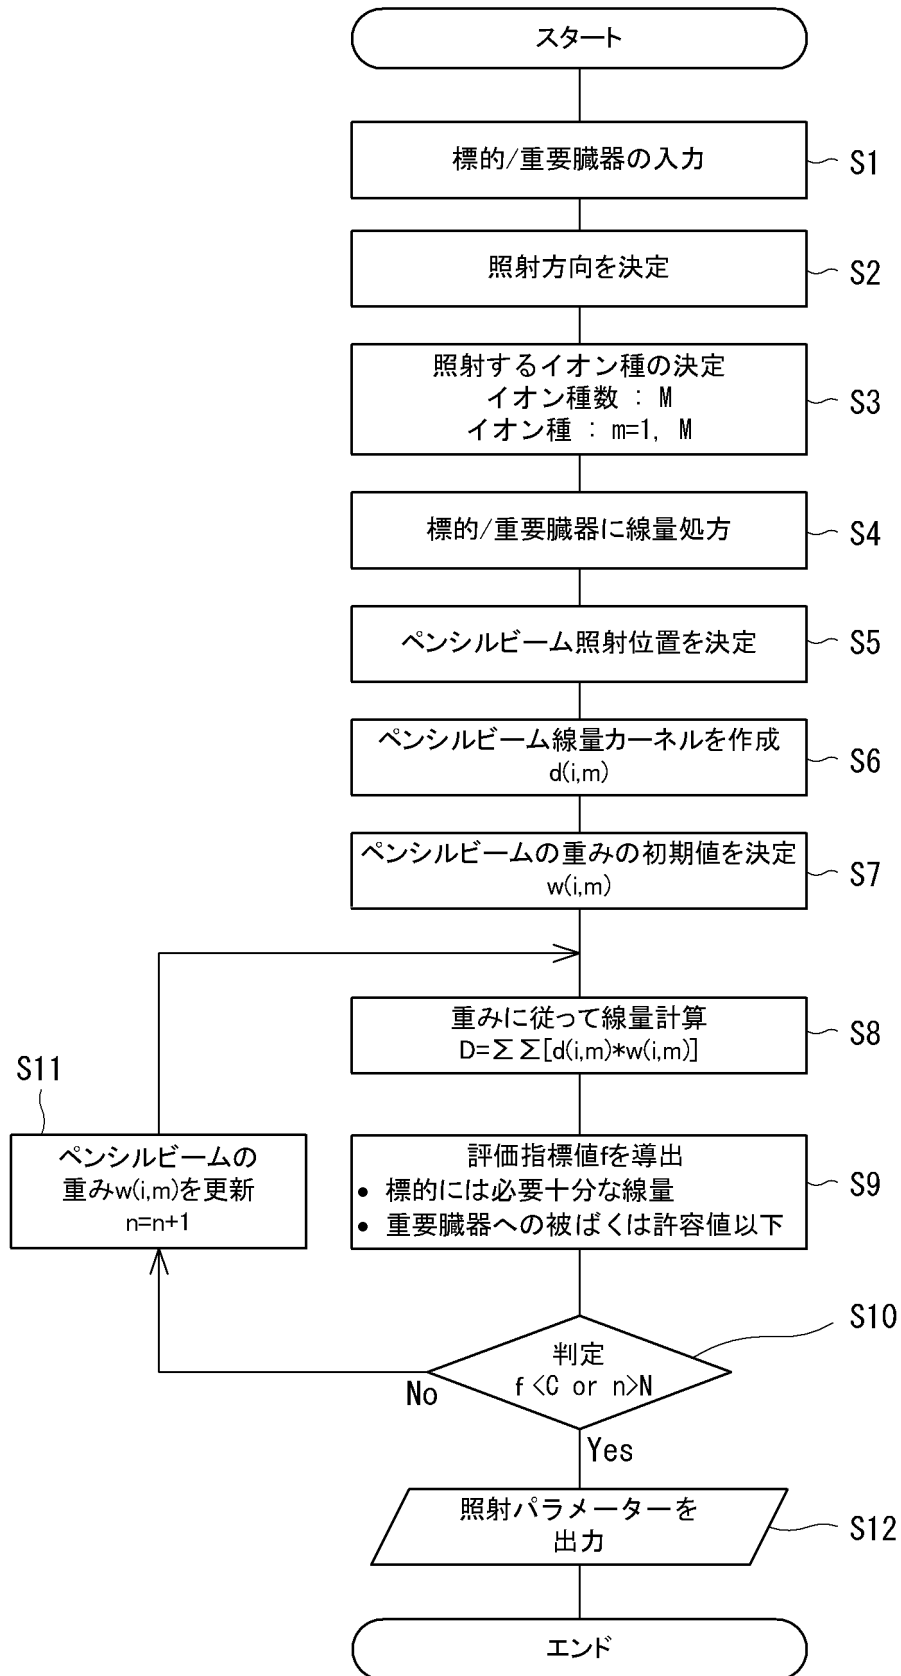 スタート
標的/重要臓器の入力
S1
照射方向を決定
S2
照射するイオン種の決定
イオン種数 : M
イオン種 : m=1, M
S3
標的/重要臓器に線量処方
S4
ペンシルビーム照射位置を決定
S5
ペンシルビーム線量カーネルを作成
d(i,m)
S6
ペンシルビームの重みの初期値を決定
w(i,m)
S7
重みに従って線量計算
D=ΣΣ[d(i,m)*w(i,m)]
S8
S11
ペンシルビームの
重みw(i,m)を更新
n=n+1
評価指標値fを導出
• 標的には必要十分な線量
• 重要臓器への被ばくは許容値以下
S9
S10
判定
f <C or n>N
No
Yes
照射パラメーターを
出力
S12
エンド